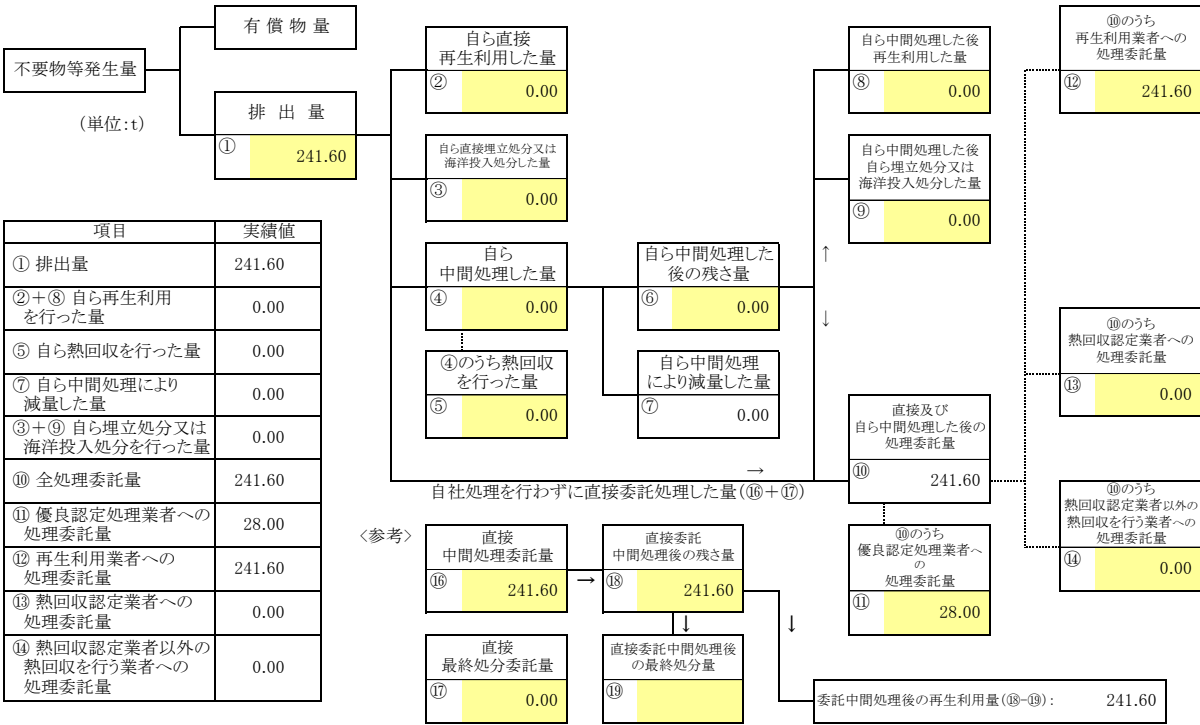 有 償 物 量
不要物等発生量
(単位:t)
排 出 量
① 241.60
自ら直接
再生利用した量
② 0.00
自ら直接埋立処分又は
海洋投入処分した量
③ 0.00
自ら
中間処理した量
④ 0.00
④のうち熱回収
を行った量
⑤ 0.00
自ら中間処理した
後の残さ量
⑥ 0.00
自ら中間処理
により減量した量
⑦ 0.00
↑
↓
自ら中間処理した後
再生利用した量
⑧ 0.00
自ら中間処理した後
自ら埋立処分又は
海洋投入処分した量
⑨ 0.00
直接及び
自ら中間処理した後の
処理委託量
⑩ 241.60
⑩のうち
優良認定処理業者へ
の
処理委託量
⑪ 28.00
⑩のうち
再生利用業者への
処理委託量
⑫ 241.60
⑩のうち
熱回収認定業者への
処理委託量
⑬ 0.00
⑩のうち
熱回収認定業者以外の
熱回収を行う業者への
処理委託量
⑭ 0.00
→
自社処理を行わずに直接委託処理した量(⑯+⑰)
〈参考〉
直接
中間処理委託量
⑯ 241.60
→
直接委託
中間処理後の残さ量
⑱ 241.60
↓
↓
直接
最終処分委託量
⑰ 0.00
直接委託中間処理後
の最終処分量
⑲
委託中間処理後の再生利用量(⑱-⑲): 241.60
項目 実績値
① 排出量 241.60
②+⑧ 自ら再生利用
を行った量 0.00
⑤ 自ら熱回収を行った量 0.00
⑦ 自ら中間処理により
減量した量 0.00
③+⑨ 自ら埋立処分又は
海洋投入処分を行った量 0.00
⑩ 全処理委託量 241.60
⑪ 優良認定処理業者への
処理委託量 28.00
⑫ 再生利用業者への
処理委託量 241.60
⑬ 熱回収認定業者への
処理委託量 0.00
⑭ 熱回収認定業者以外の
熱回収を行う業者への
処理委託量 0.00